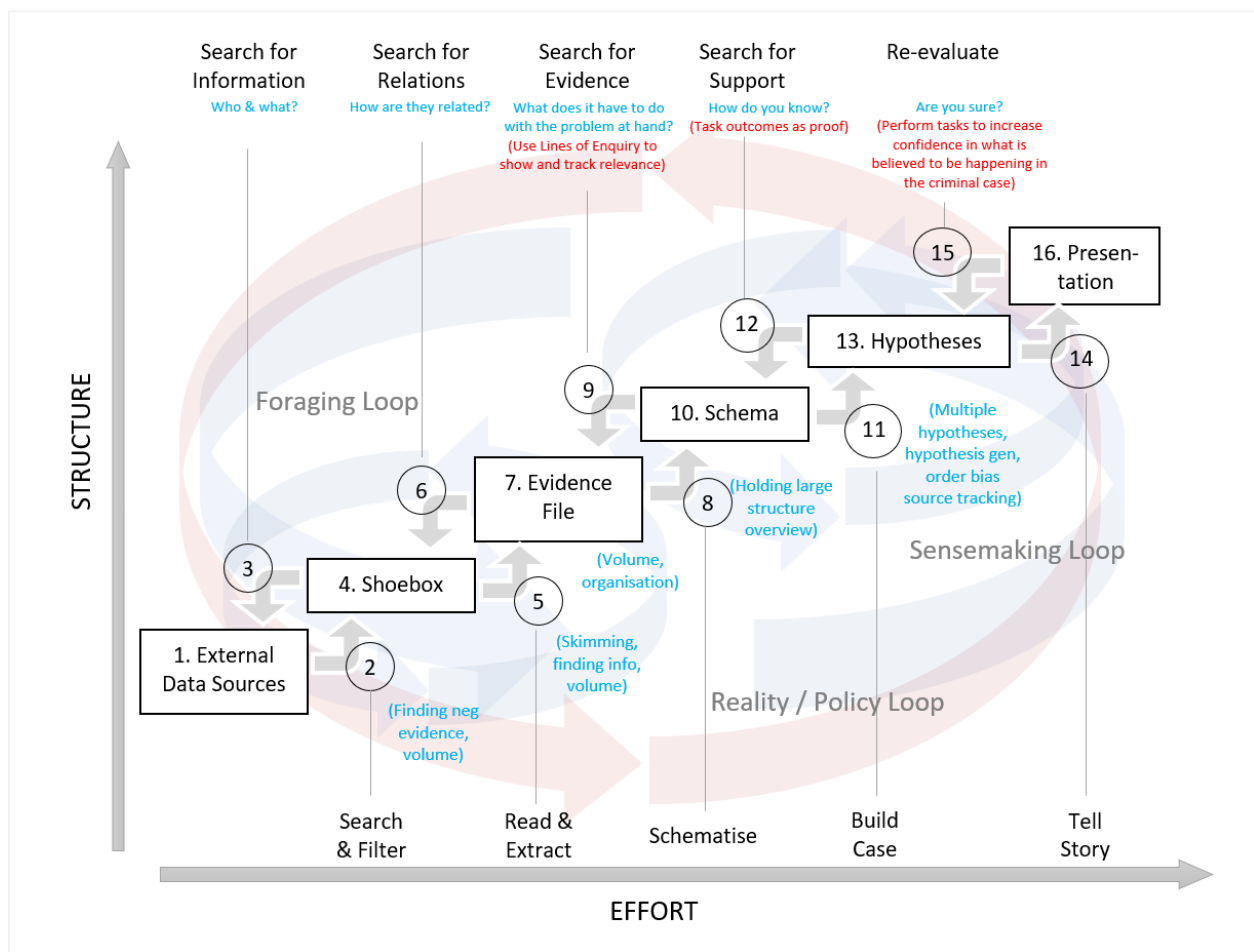 Search for
Information
Who & what?
Search for
Relations
How are they related?
Search for
Evidence
What does it have to do
with the problem at hand?
(Use Lines of Enquiry to
show and track relevance)
Search for
Support
How do you know?
(Task outcomes as proof)
Re-evaluate
Are you sure?
(Perform tasks to increase
confidence in what is
believed to be happening in
the criminal case)
STRUCTURE
15
16. Presen-
tation
12
13. Hypotheses
14
9
Foraging Loop
10. Schema
11
(Multiple
hypotheses,
hypothesis gen,
order bias
source tracking)
6
7. Evidence
File
8
(Holding large
structure
overview)
Sensemaking Loop
3
4. Shoebox
5
(Volume,
organisation)
1. External
Data Sources
2
(Skimming,
finding info,
volume)
Reality / Policy Loop
(Finding neg
evidence,
volume)
Search
& Filter
Read &
Extract
Schematise
Build
Case
Tell
Story
EFFORT